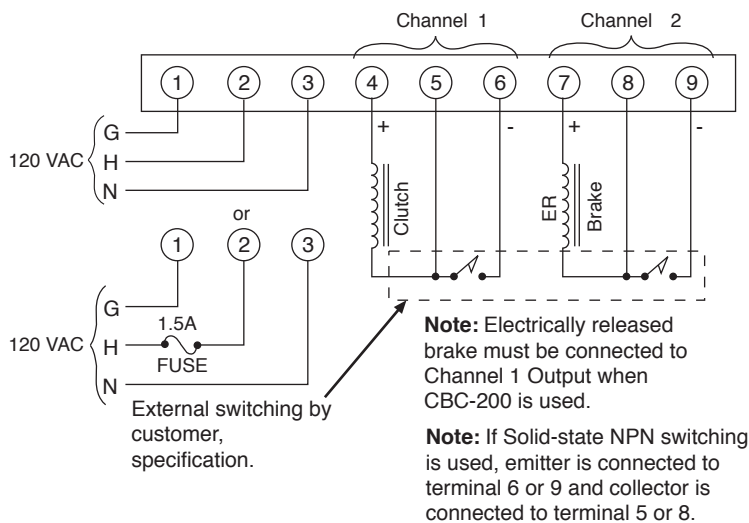 Channel 1 Channel 2
1 2 3 4 5 6 7 8 9
+ - + -
G
120 VAC H
N
Clutch
ER
Brake
or
1 2 3
G
1.5A
120 VAC H
FUSE
N
External switching by
customer,
specification.
Note: Electrically released
brake must be connected to
Channel 1 Output when
CBC-200 is used.
Note: If Solid-state NPN switching
is used, emitter is connected to
terminal 6 or 9 and collector is
connected to terminal 5 or 8.